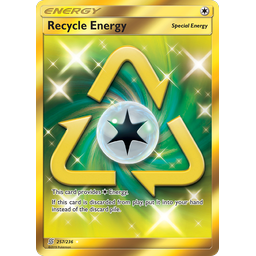 ENERGY
Recycle Energy
Special Energy
This card provides Energy.
If this card is discarded from play, put it into your hand
instead of the discard pile.
257/236